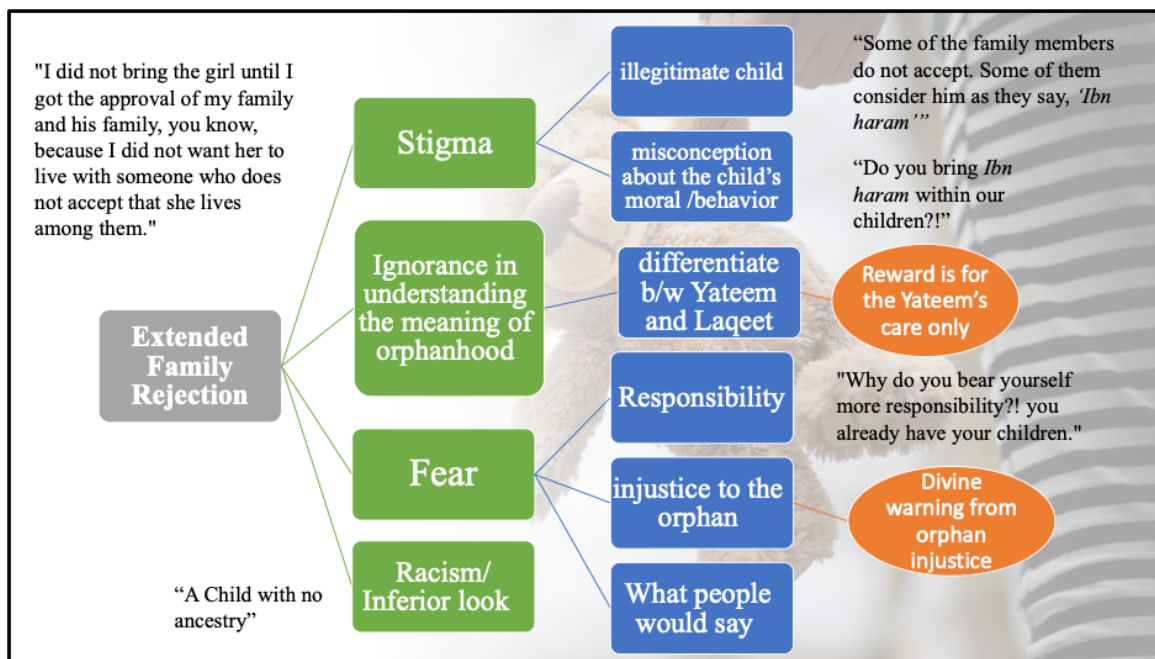 "I did not bring the girl until I
got the approval of my family
and his family, you know,
because I did not want her to
live with someone who does
not accept that she lives
among them."
Extended
Family
Rejection
“A Child with no
ancestry”
Stigma
Ignorance in
understanding
the meaning of
orphanhood
Fear
Racism/
Inferior look
illegitimate child
misconception
about the child’s
moral /behavior
differentiate
b/w Yateem
and Laqeet
Responsibility
injustice to the
orphan
What people
would say
“Some of the family members
do not accept. Some of them
consider him as they say, ‘Ibn
haram’”
“Do you bring Ibn
haram within our
children?!”
Reward is for
the Yateem’s
care only
"Why do you bear yourself
more responsibility?! you
already have your children."
Divine
warning from
orphan
injustice